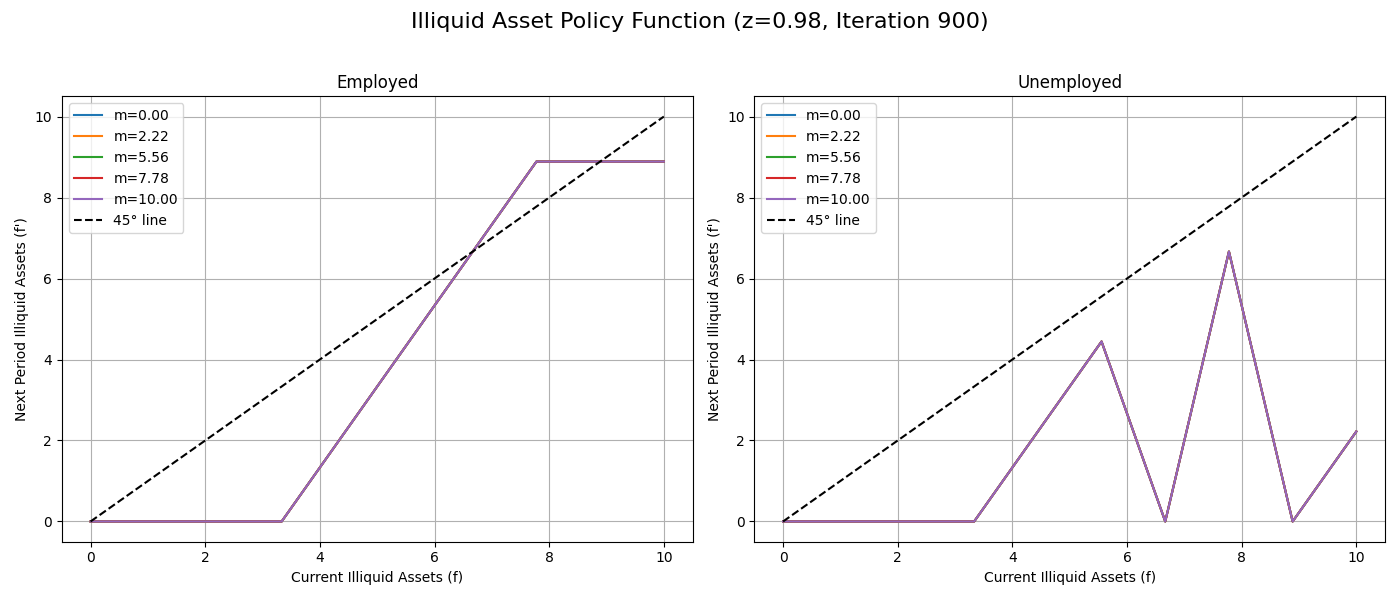 Illiquid Asset Policy Function (z=0.98, Iteration 900)
Employed
m=0.00
m=2.22
m=5.56
m=7.78
m=10.00
45° line
Next Period Illiquid Assets (f')
10
8
6
4
2
0
0 2 4 6 8 10
Current Illiquid Assets (f)
Unemployed
m=0.00
m=2.22
m=5.56
m=7.78
m=10.00
45° line
Next Period Illiquid Assets (f')
10
8
6
4
2
0
0 2 4 6 8 10
Current Illiquid Assets (f)